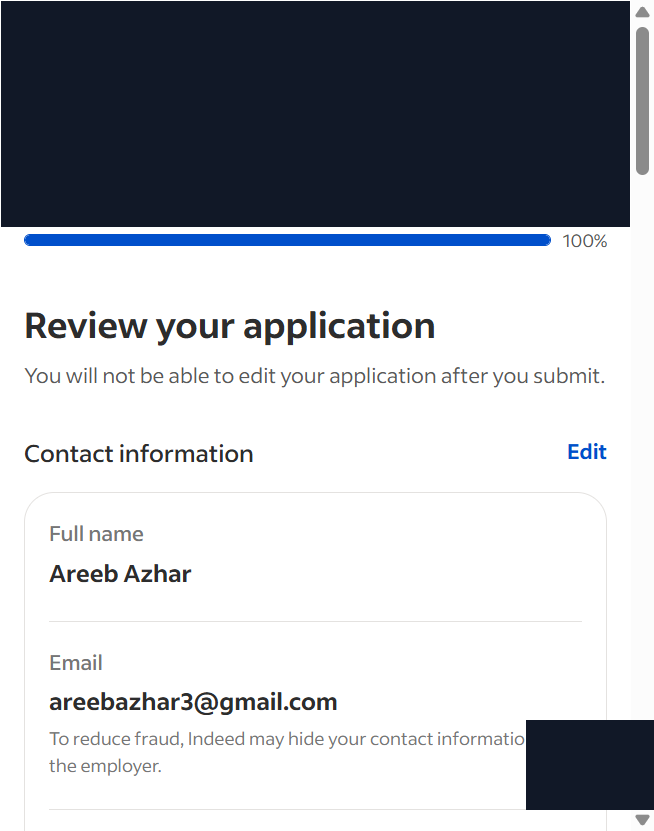 100%
Review your application
You will not be able to edit your application after you submit.
Contact information
Edit
Full name
Areeb Azhar
Email
areebazhar3@gmail.com
To reduce fraud, Indeed may hide your contact
the employer.